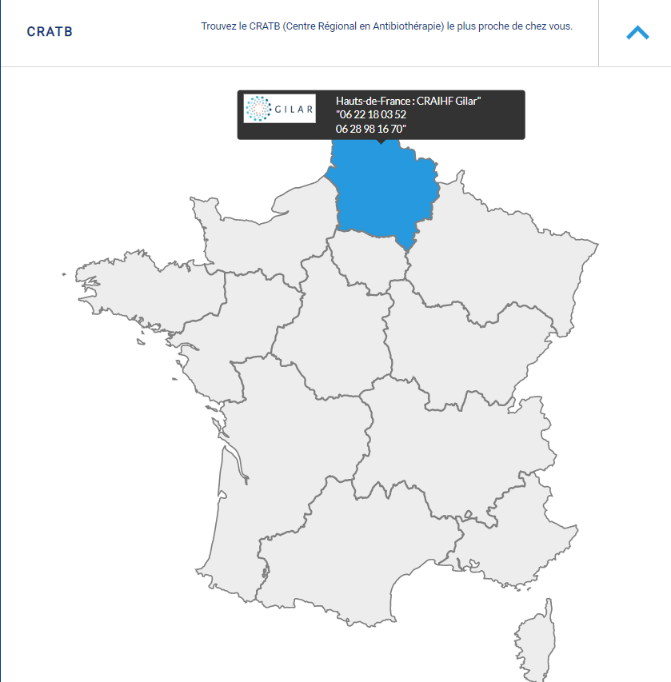 CRATB
Trouvez le CRATB (Centre Régional en Antibiothérapie) le plus proche de chez vous.
GILAR
Hauts-de-France : CRAIHF Gilar"
"06 22 18 03 52
06 28 98 16 70"